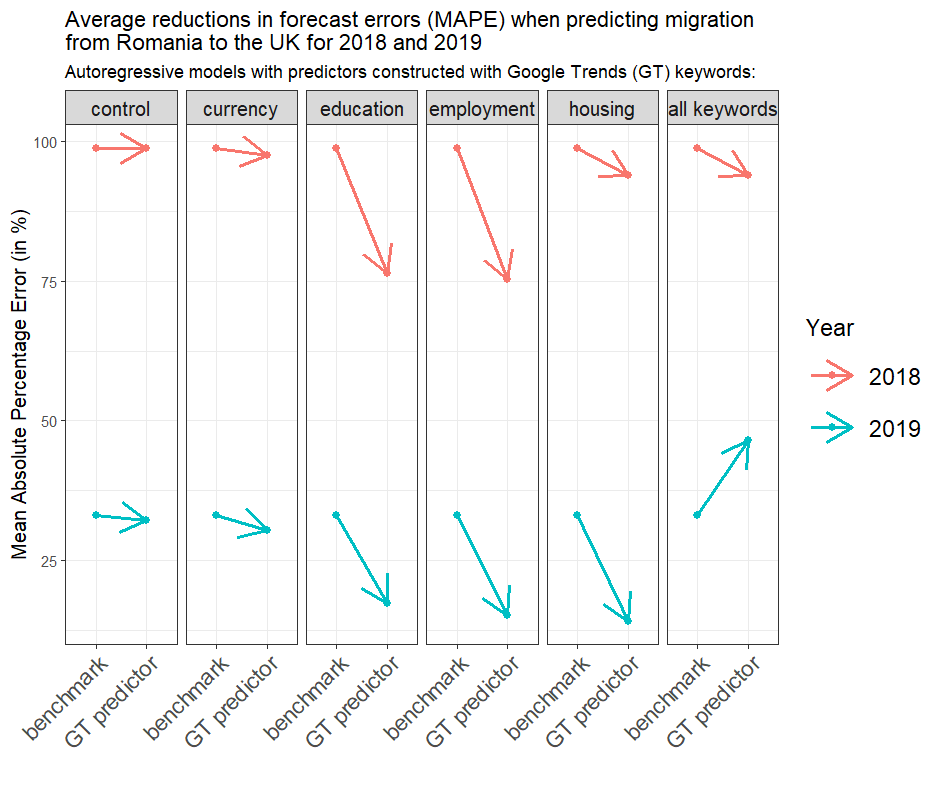 Average reductions in forecast errors (MAPE) when predicting migration
from Romania to the UK for 2018 and 2019
Autoregressive models with predictors constructed with Google Trends (GT) keywords:
control
currency
education
employment
housing
all keywords
Mean Absolute Percentage Error (in %)
100
75
50
25
benchmark
GT predictor
benchmark
GT predictor
benchmark
GT predictor
benchmark
GT predictor
benchmark
GT predictor
benchmark
GT predictor
Year
2018
2019